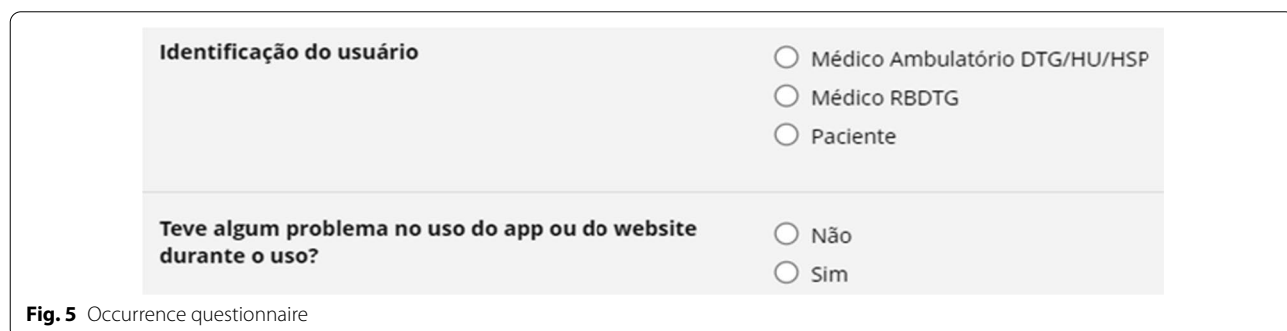 Identificação do usuário
Médico Ambulatório DTG/HU/HSP
Médico RBDTG
Paciente
Teve algum problema no uso do app ou do website
durante o uso?
Não
Sim
Fig. 5 Occurrence questionnaire